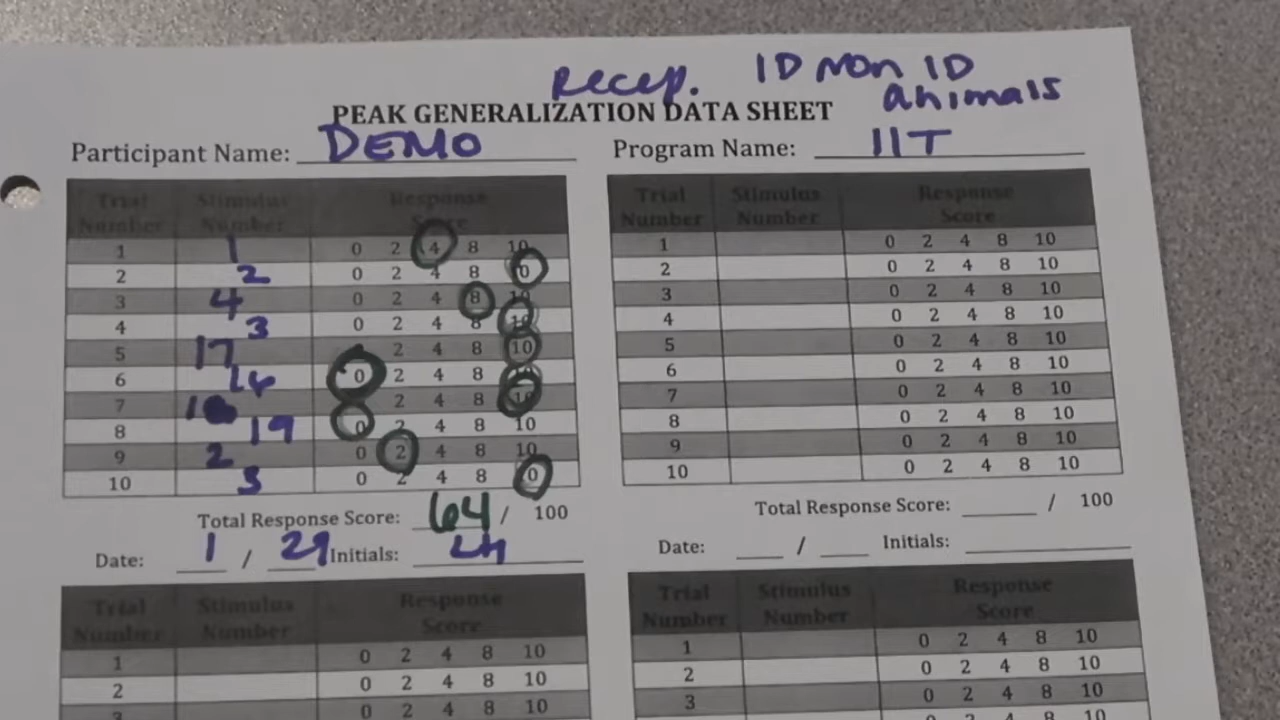 Recep. ID Non ID
animals
PEAK GENERALIZATION DATA SHEET
Participant Name: DEMO Program Name: 11T
Trial Stimulus Response Trial Stimulus Response
Number Number Score Number Number Score
1 1 0 2 4 8 10 1 0 2 4 8 10
2 2 0 2 4 8 10 2 0 2 4 8 10
3 4 0 2 4 8 10 3 0 2 4 8 10
4 3 0 2 4 8 10 4 0 2 4 8 10
5 17 2 4 8 10 5 0 2 4 8 10
6 0 2 4 8 10 6 0 2 4 8 10
7 2 4 8 10 7 0 2 4 8 10
8 19 0 2 4 8 10 8 0 2 4 8 10
9 2 0 2 4 8 10 9 0 2 4 8 10
10 3 0 2 4 8 10 10 0 2 4 8 10
Total Response Score: 64 / 100 Total Response Score: / 100
Date: 1 / 29 Initials: LH Date: / Initials:
Trial Stimulus Response Trial Stimulus Response
Number Number Score Number Number Score
1 0 2 4 8 10 1 0 2 4 8 10
2 0 2 4 8 10 2 0 2 4 8 10
3 0 2 4 8 10 3 0 2 4 8 10
0 2 4 8 10